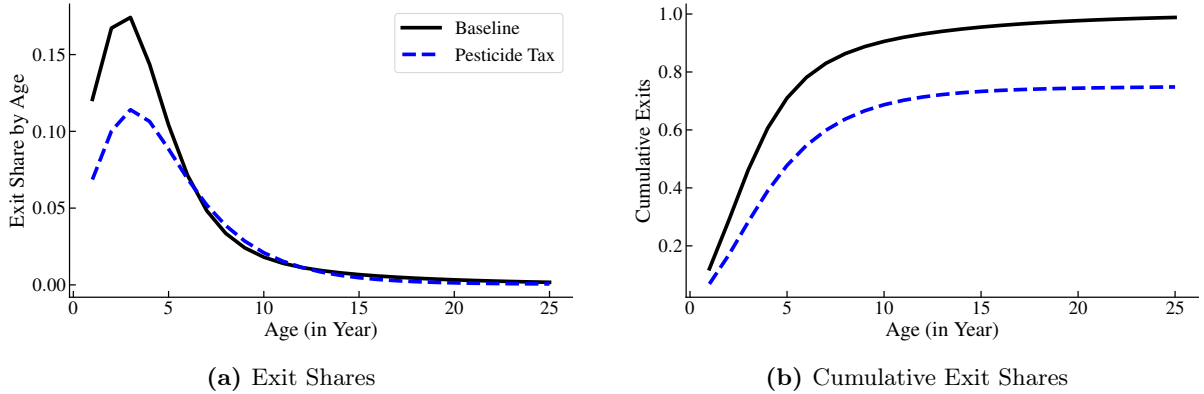 Exit Share by Age
0.15
0.10
0.05
0.00
Baseline
Pesticide Tax
0 5 10 15 20 25
Age (in Year)
(a) Exit Shares
Cumulative Exits
1.0
0.8
0.6
0.4
0.2
0 5 10 15 20 25
Age (in Year)
(b) Cumulative Exit Shares